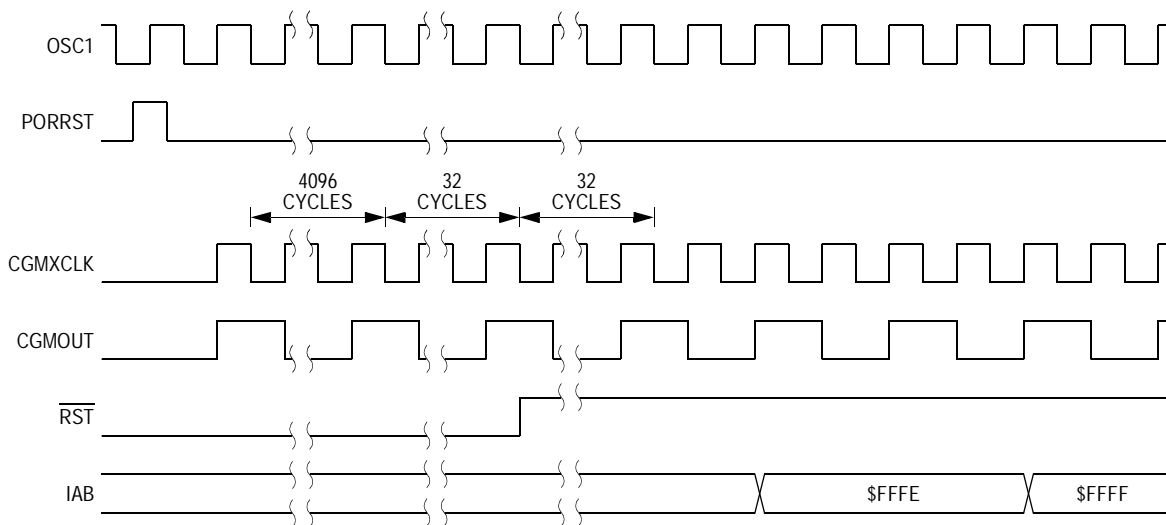 OSC1
PORRST
4096
CYCLES
32
CYCLES
32
CYCLES
CGMXCLK
CGMOUT
RST
IAB
$FFFE
$FFFF